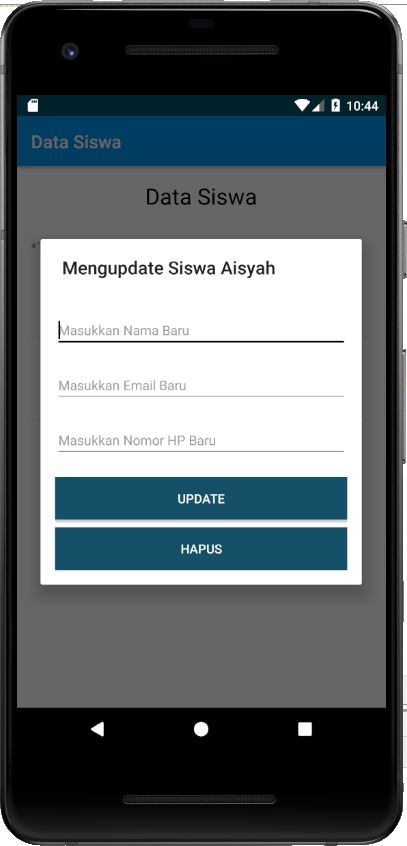 10:44
Data Siswa
Data Siswa
Mengupdate Siswa Aisyah
Masukkan Nama Baru
Masukkan Email Baru
Masukkan Nomor HP Baru
UPDATE
HAPUS